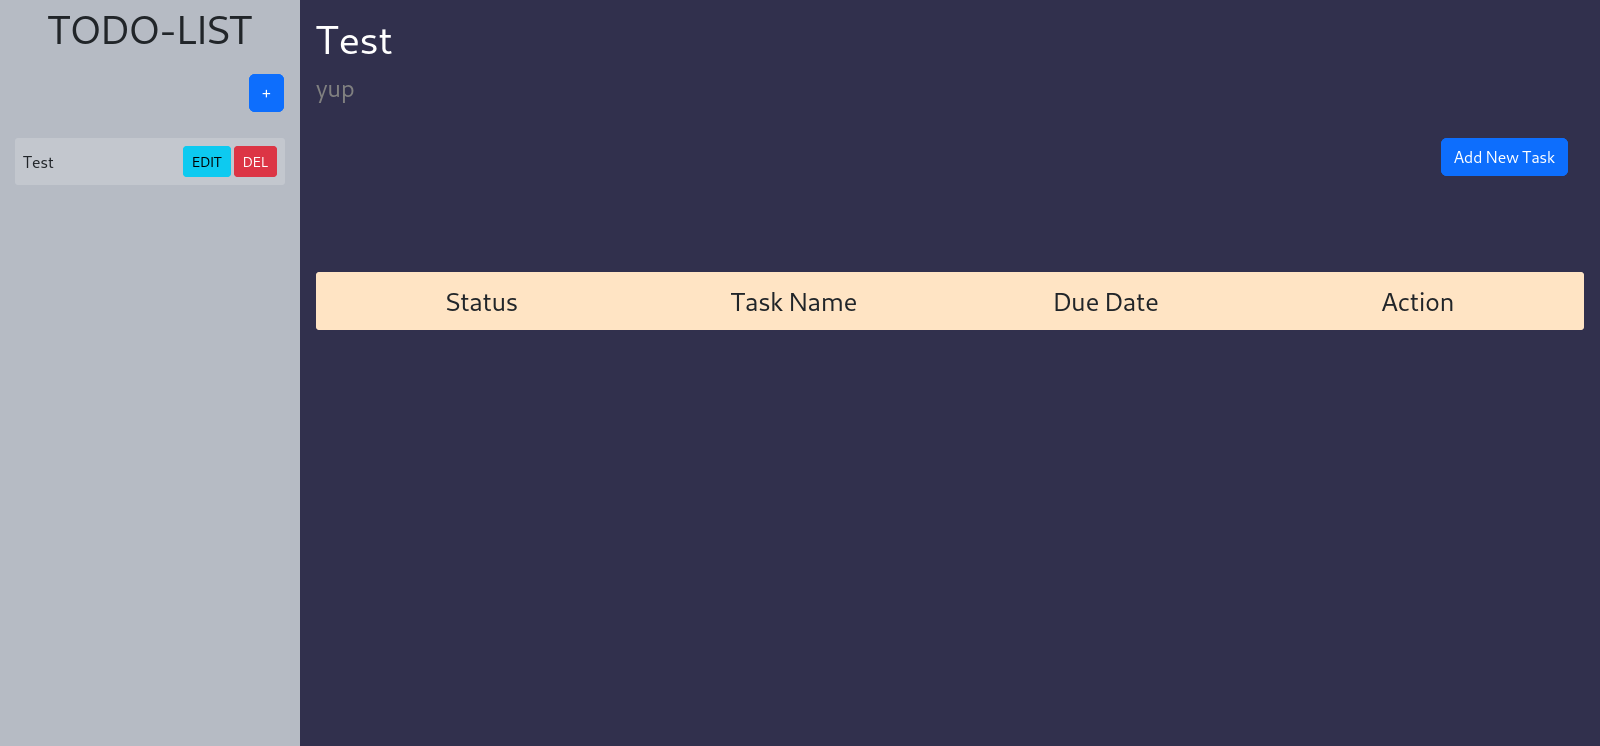 TODO-LIST
+
Test EDIT DEL
Test
yup
Add New Task
Status Task Name Due Date Action